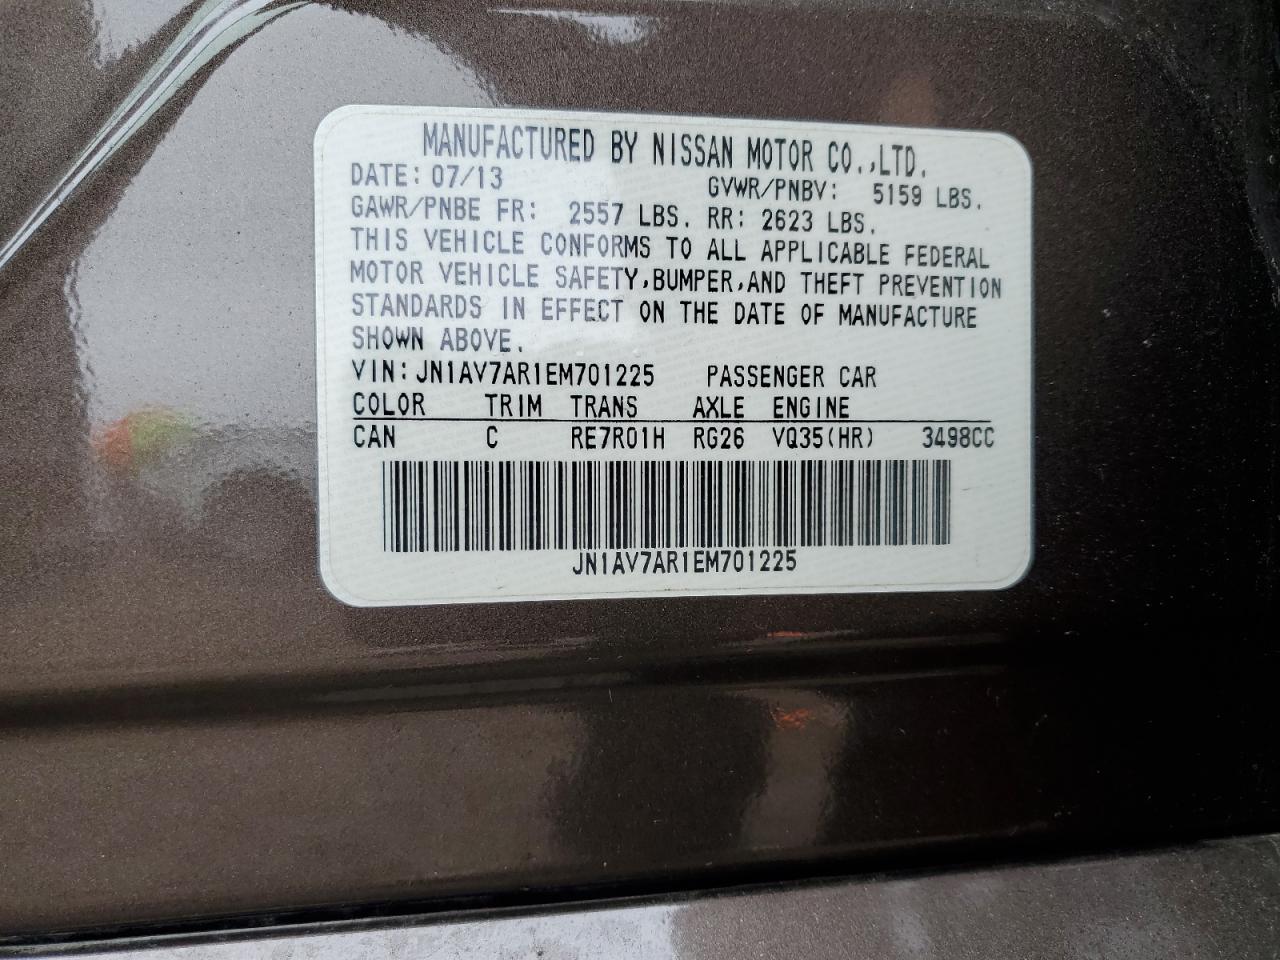 MANUFACTURED BY NISSAN MOTOR CO.,LTD.
DATE: 07/13 GVWR/PNBV: 5159 LBS.
GAWR/PNBE FR: 2557 LBS. RR: 2623 LBS.
THIS VEHICLE CONFORMS TO ALL APPLICABLE FEDERAL
MOTOR VEHICLE SAFETY,BUMPER,AND THEFT PREVENTION
STANDARDS IN EFFECT ON THE DATE OF MANUFACTURE
SHOWN ABOVE.
VIN: JN1AV7AR1EM701225 PASSENGER CAR
COLOR TRIM TRANS AXLE ENGINE
CAN C RE7R01H RG26 VQ35(HR) 3498CC
JN1AV7AR1EM701225